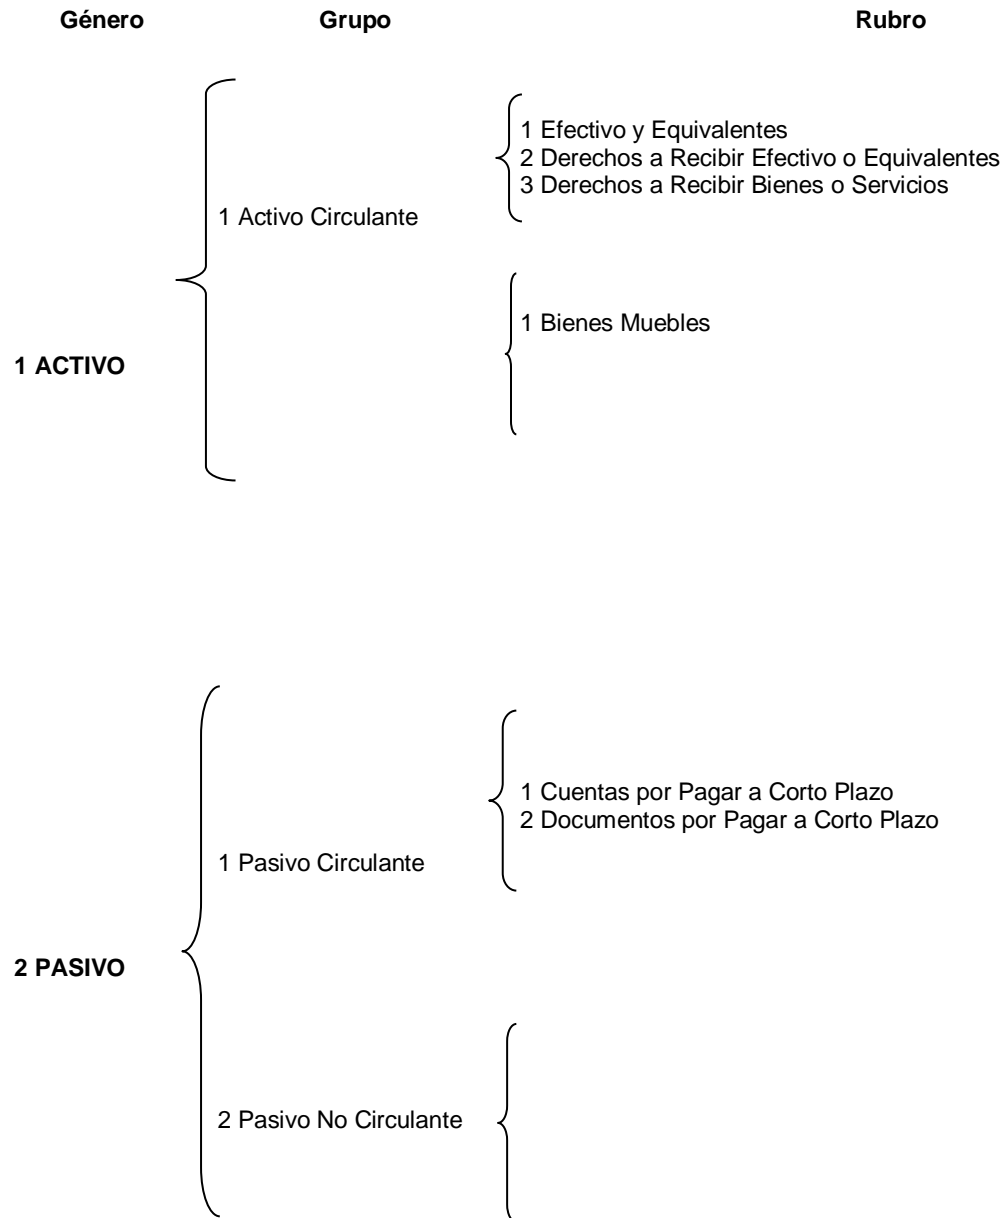 Género Grupo Rubro
1 Efectivo y Equivalentes
2 Derechos a Recibir Efectivo o Equivalentes
3 Derechos a Recibir Bienes o Servicios
1 Activo Circulante
1 Bienes Muebles
1 ACTIVO
1 Cuentas por Pagar a Corto Plazo
2 Documentos por Pagar a Corto Plazo
1 Pasivo Circulante
2 PASIVO
2 Pasivo No Circulante